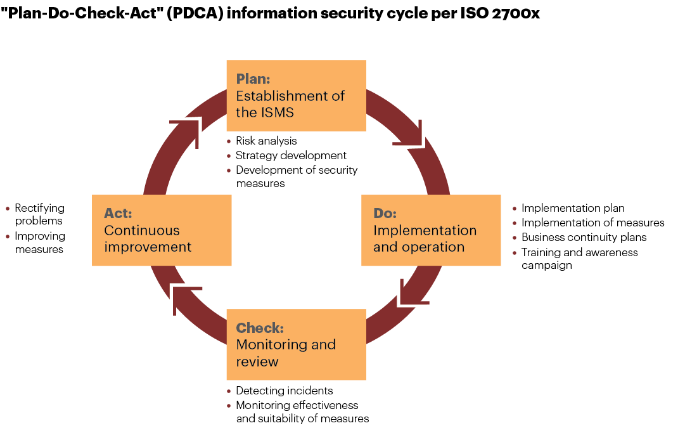 "Plan-Do-Check-Act" (PDCA) information security cycle per ISO 2700x
Plan:
Establishment of
the ISMS
• Risk analysis
• Strategy development
• Development of security
measures
Do:
Implementation
and operation
• Implementation plan
• Implementation of measures
• Business continuity plans
• Training and awareness
campaign
Check:
Monitoring and
review
• Detecting incidents
• Monitoring effectiveness
and suitability of measures
Act:
Continuous
improvement
• Rectifying
problems
• Improving
measures